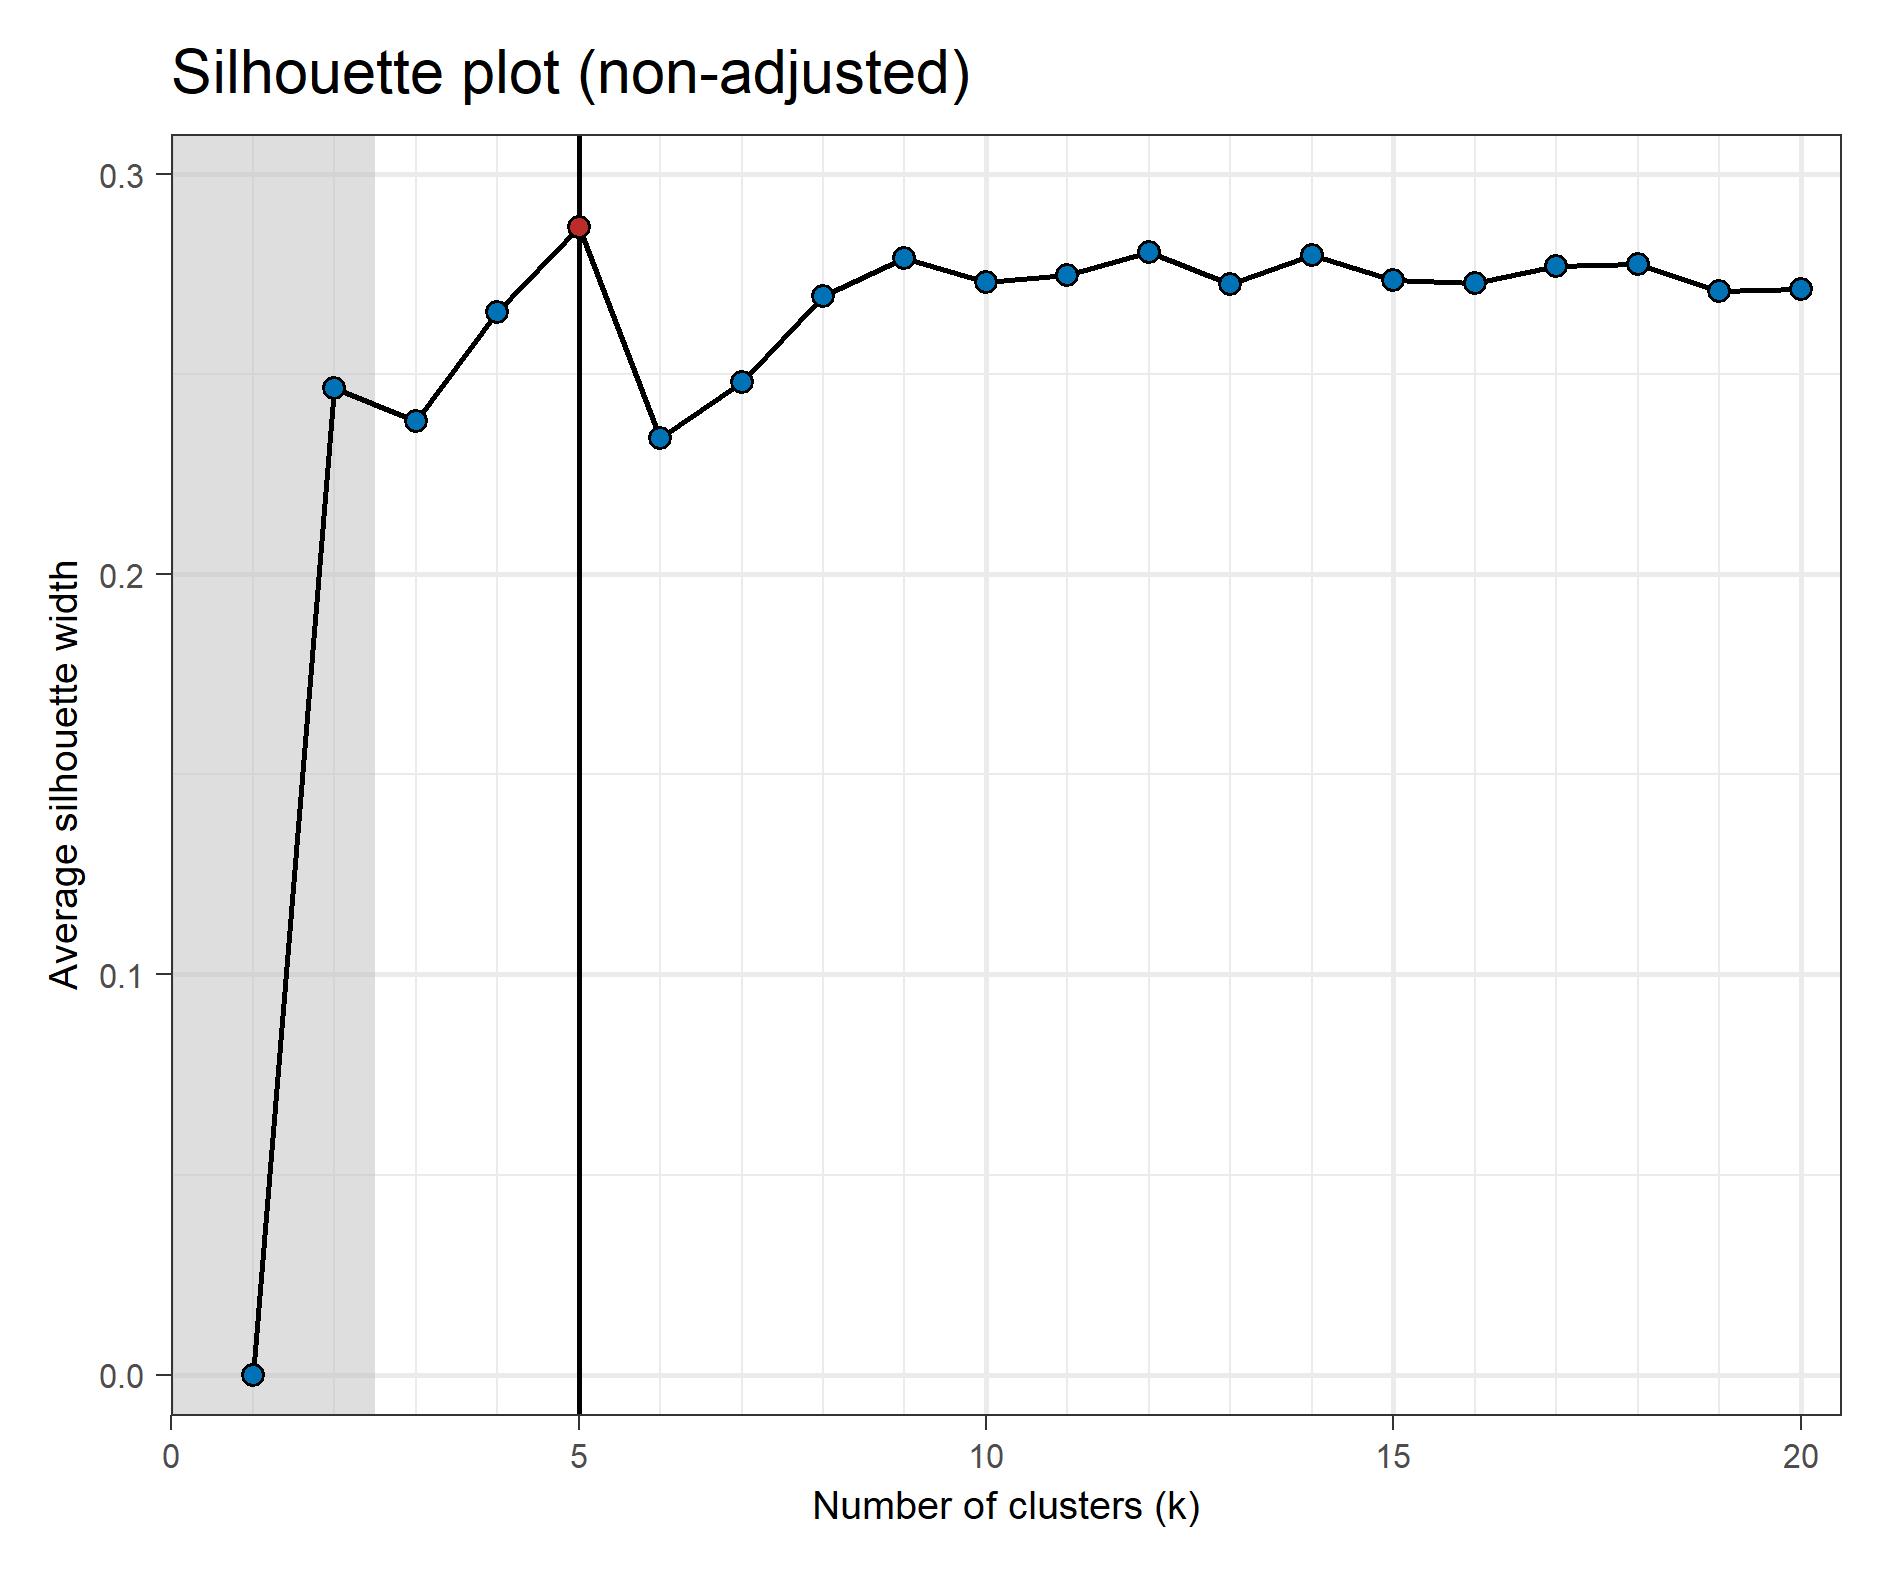 Silhouette plot (non-adjusted)
0.3
0.2
0.1
0.0
Average silhouette width
0 5 10 15 20
Number of clusters (k)